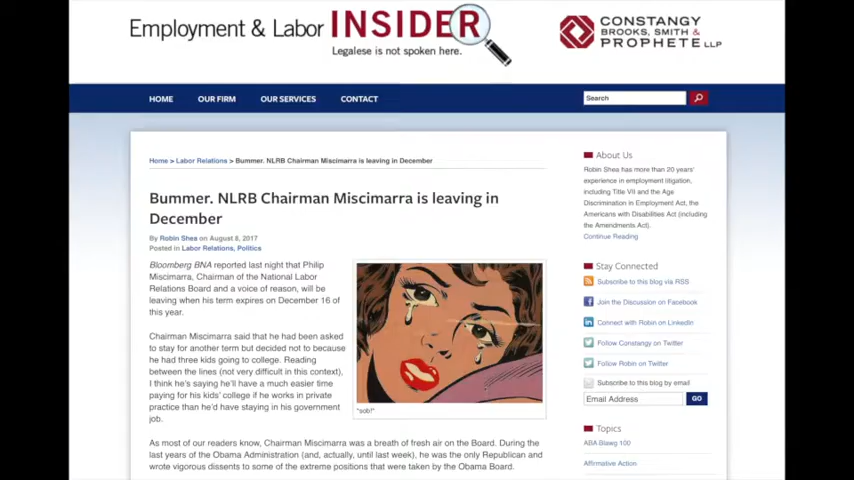 Employment & Labor INSIDER
Legalese is not spoken here.
CONSTANGY
BROOKS, SMITH &
PROPHETE LLP
HOME
OUR FIRM
OUR SERVICES
CONTACT
Search
Home > Labor Relations > Bummer. NLRB Chairman Miscimarra is leaving in December
Bummer. NLRB Chairman Miscimarra is leaving in
December
By Robin Shea on August 8, 2017
Posted in Labor Relations, Politics
Bloomberg BNA reported last night that Philip
Miscimarra, Chairman of the National Labor
Relations Board and a voice of reason, will be
leaving when his term expires on December 16 of
this year.
Chairman Miscimarra said that he had been asked
to stay for another term but decided not to because
he had three kids going to college. Reading
between the lines (not very difficult in this context),
I think he's saying he'll have a much easier time
paying for his kids' college if he works in private
practice than he'd have staying in his government
job.
"sob!"
As most of our readers know, Chairman Miscimarra was a breath of fresh air on the Board. During the
last years of the Obama Administration (and, actually, until last week), he was the only Republican and
wrote vigorous dissents to some of the extreme positions that were taken by the Obama Board.
About Us
Robin Shea has more than 20 years'
experience in employment litigation,
including Title VII and the Age
Discrimination in Employment Act, the
Americans with Disabilities Act (including
the Amendments Act).
Continue Reading
Stay Connected
Subscribe to this blog via RSS
Join the Discussion on Facebook
Connect with Robin on LinkedIn
Follow Constangy on Twitter
Follow Robin on Twitter
Subscribe to this blog by email
Email Address
GO
Topics
ABA Blawg 100
Affirmative Action